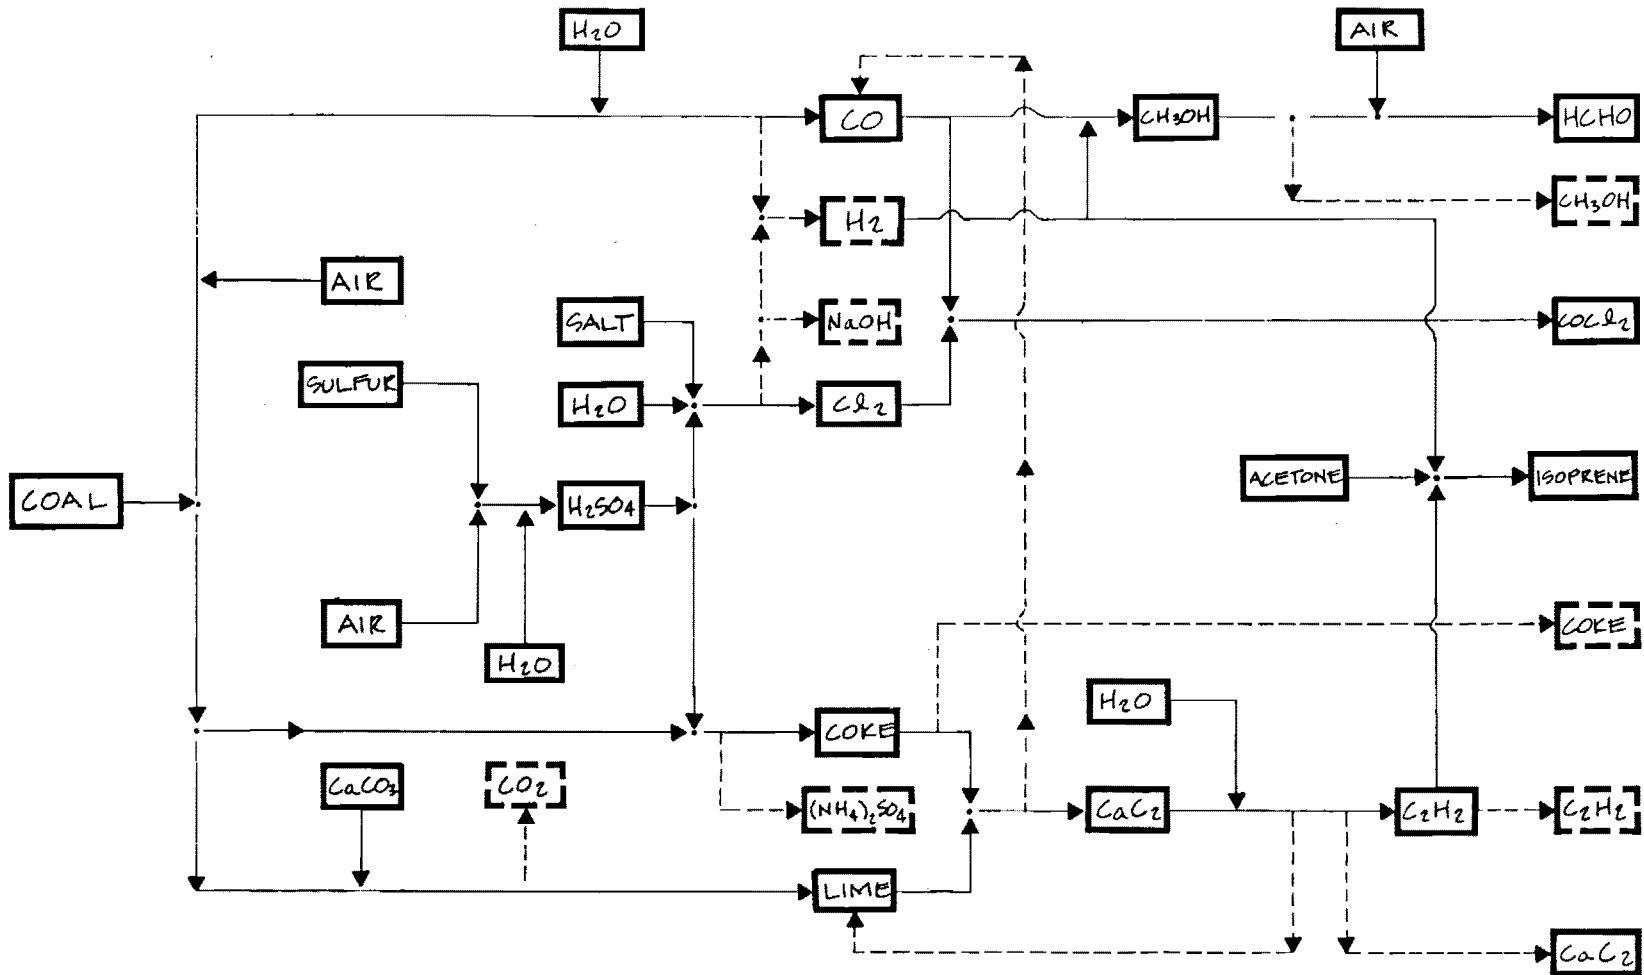 H₂O
AIR
CO
CH₃OH
HCHO
CH₃OH
H₂
AIR
SALT
NaOH
COCl₂
SULFUR
H₂O
Cl₂
COAL
H₂SO₄
ACETONE
ISOPRENE
AIR
H₂O
COKE
H₂O
COKE
CaCO₃
CO₂
(NH₄)₂SO₄
CaC₂
C₂H₂
C₂H₂
LIME
CaC₂